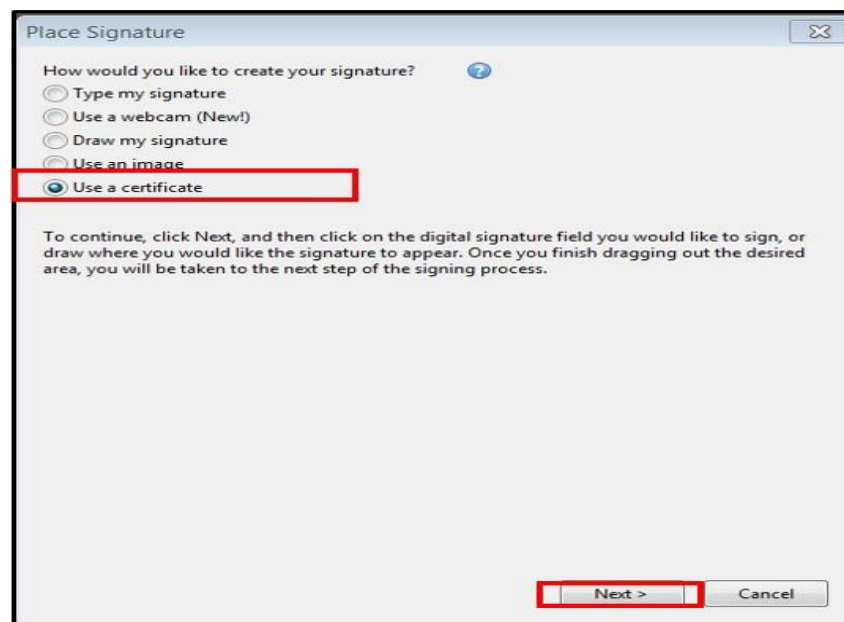 Place Signature
How would you like to create your signature?
Type my signature
Use a webcam (New!)
Draw my signature
Use an image
Use a certificate
To continue, click Next, and then click on the digital signature field you would like to sign, or
draw where you would like the signature to appear. Once you finish dragging out the desired
area, you will be taken to the next step of the signing process.
Next >
Cancel